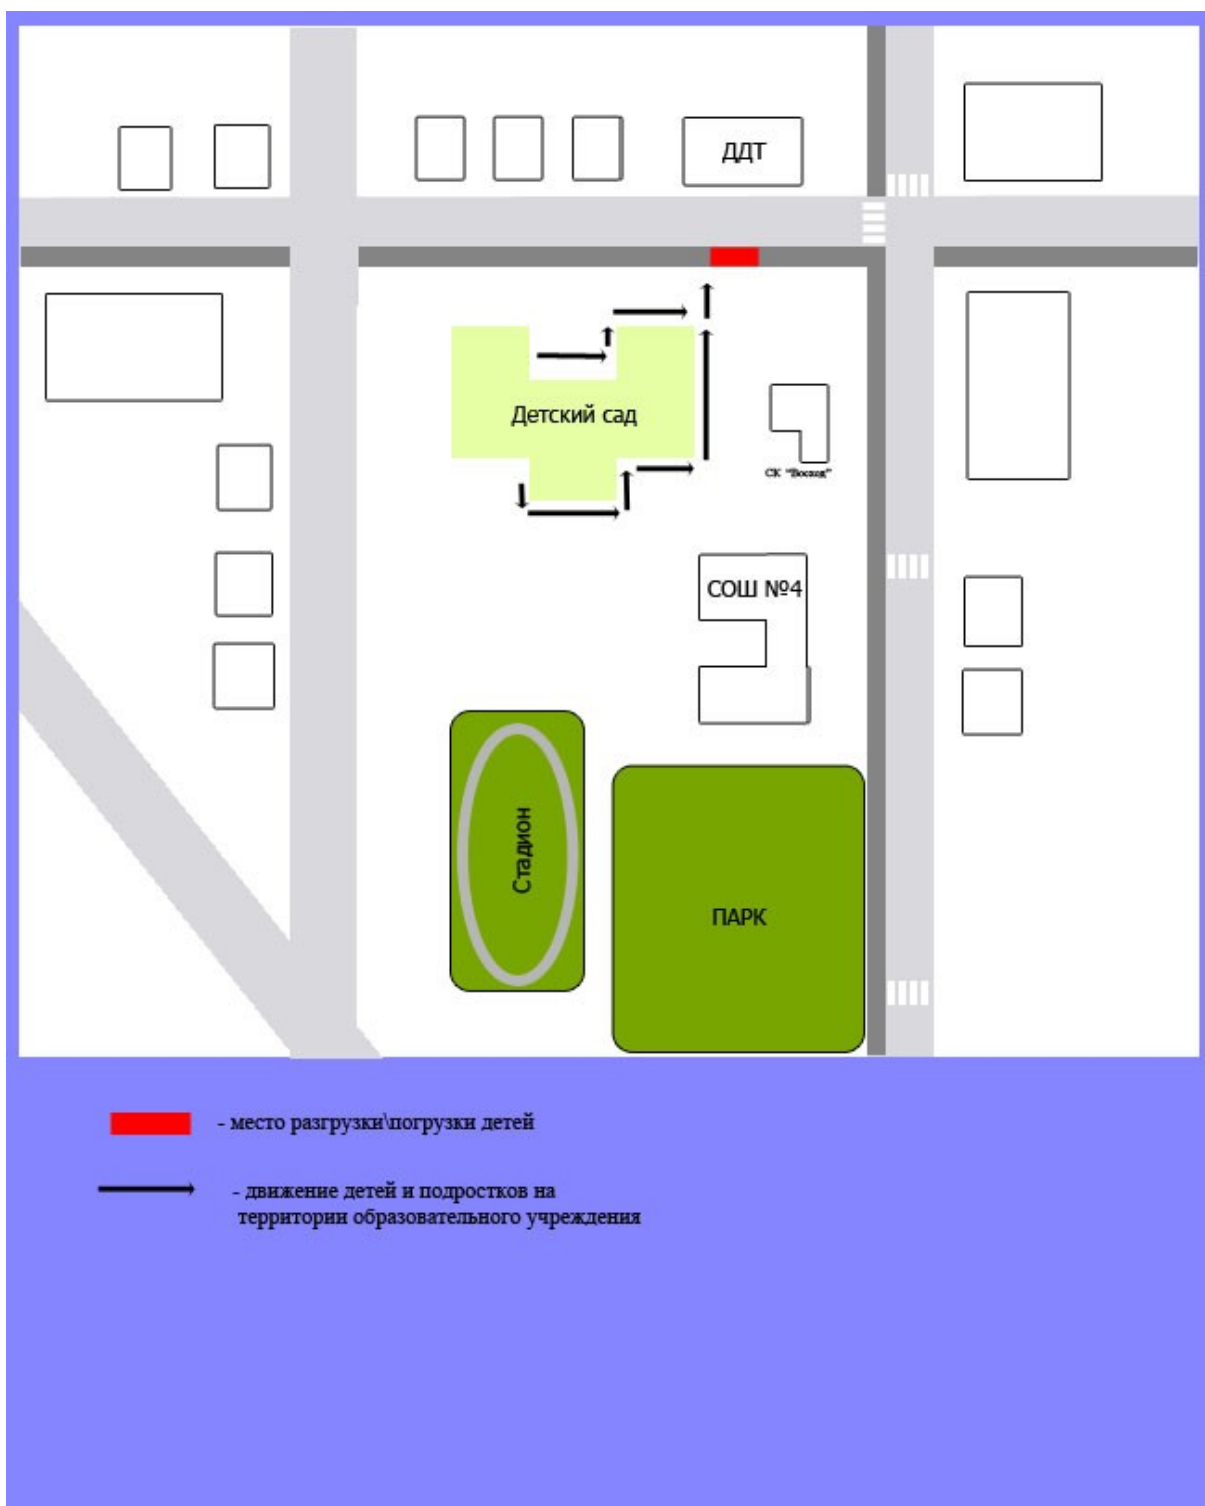 ДДТ
Детский сад
СК "Восход"
СОШ №4
Стадион
ПАРК
- место разгрузки\погрузки детей
- движение детей и подростков на
территории образовательного учреждения